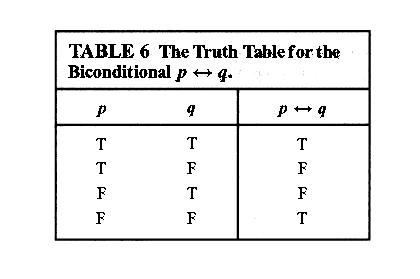 TABLE 6 The Truth Table for the
Biconditional p ↔ q.
p q p ↔ q
T T T
T F F
F T F
F F T